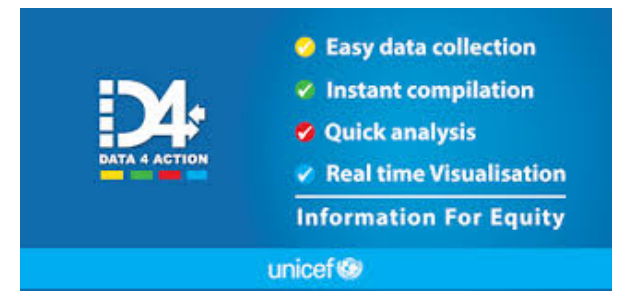 D4
DATA 4 ACTION
Easy data collection
Instant compilation
Quick analysis
Real time Visualisation
Information For Equity
unicef